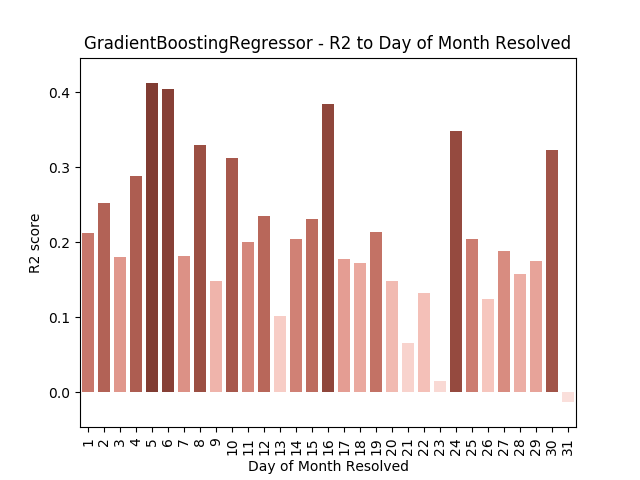 GradientBoostingRegressor - R2 to Day of Month Resolved
0.4
0.3
0.2
0.1
0.0
R2 score
1 2 3 4 5 6 7 8 9 10 11 12 13 14 15 16 17 18 19 20 21 22 23 24 25 26 27 28 29 30 31
Day of Month Resolved